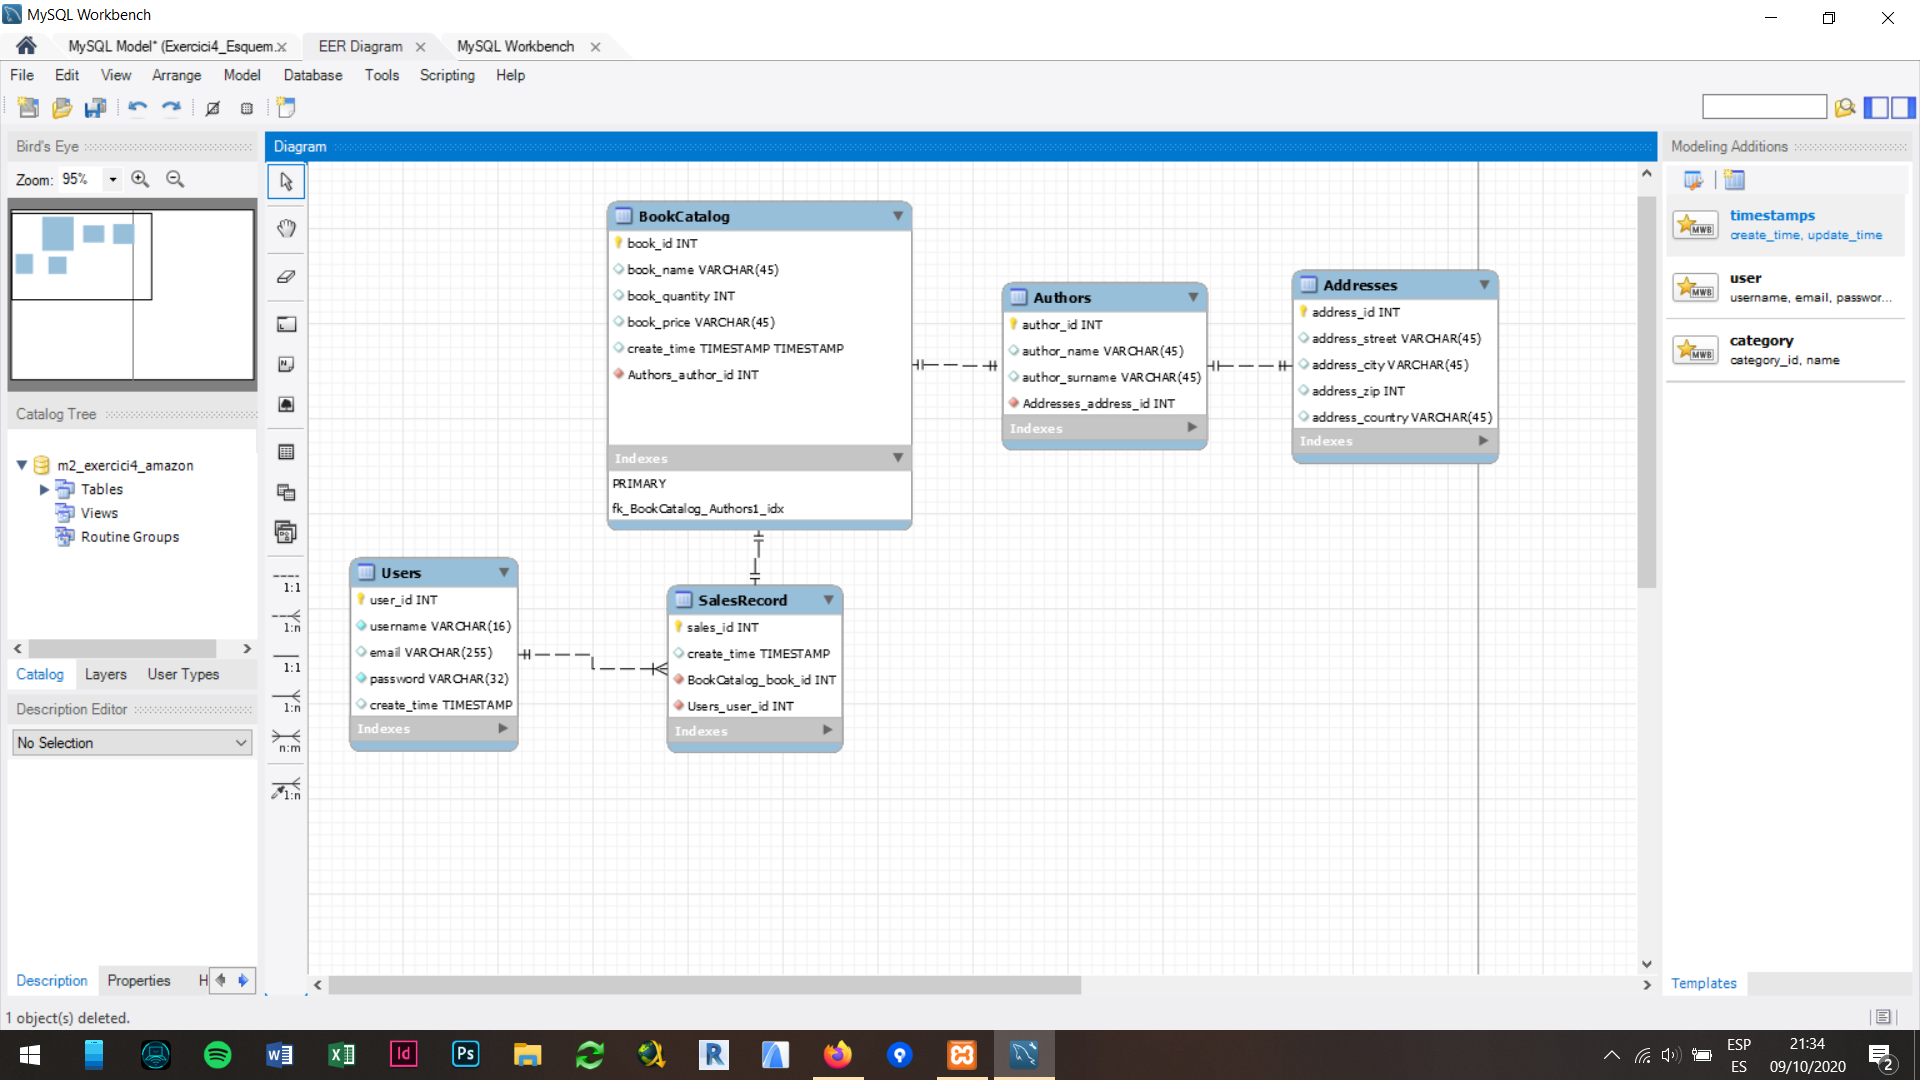 MySQL Workbench
MySQL Model* (Exercici4_Esquem.
EER Diagram
MySQL Workbench
File Edit View Arrange Model Database Tools Scripting Help
Bird's Eye
Zoom: 95%
Catalog Tree
m2_exercici4_amazon
Tables
Views
Routine Groups
Catalog Layers User Types
Description Editor
No Selection
Description Properties H
1 object(s) deleted.
Diagram
1:1
1:n
1:1
1:n
n:m
1:n
BookCatalog
book_id INT
book_name VARCHAR(45)
book_quantity INT
book_price VARCHAR(45)
create_time TIMESTAMP TIMESTAMP
Authors_author_id INT
Indexes
PRIMARY
fk_BookCatalog_Authors1_idx
Authors
author_id INT
author_name VARCHAR(45)
author_surname VARCHAR(45)
Addresses_address_id INT
Indexes
Addresses
address_id INT
address_street VARCHAR(45)
address_city VARCHAR(45)
address_zip INT
address_country VARCHAR(45)
Indexes
Users
user_id INT
username VARCHAR(16)
email VARCHAR(255)
password VARCHAR(32)
create_time TIMESTAMP
Indexes
SalesRecord
sales_id INT
create_time TIMESTAMP
BookCatalog_book_id INT
Users_user_id INT
Indexes
Modeling Additions
MWB
timestamps
create_time, update_time
MWB
user
username, email, passwor...
MWB
category
category_id, name
Templates
Id
Ps
R
ESP
ES
21:34
09/10/2020
2